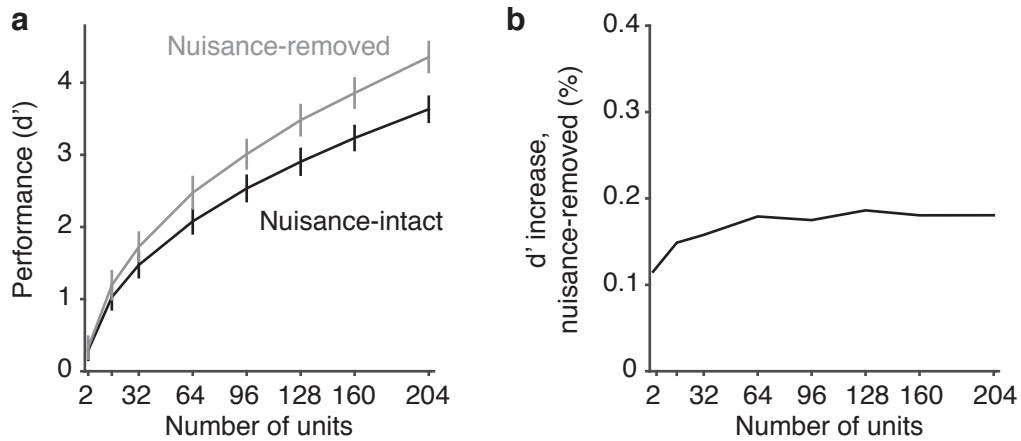 a
Nuisance-removed
Nuisance-intact
Performance (d')
4
3
2
1
0
2 32 64 96 128 160 204
Number of units
b
d' increase,
nuisance-removed (%)
0.4
0.3
0.2
0.1
0
2 32 64 96 128 160 204
Number of units